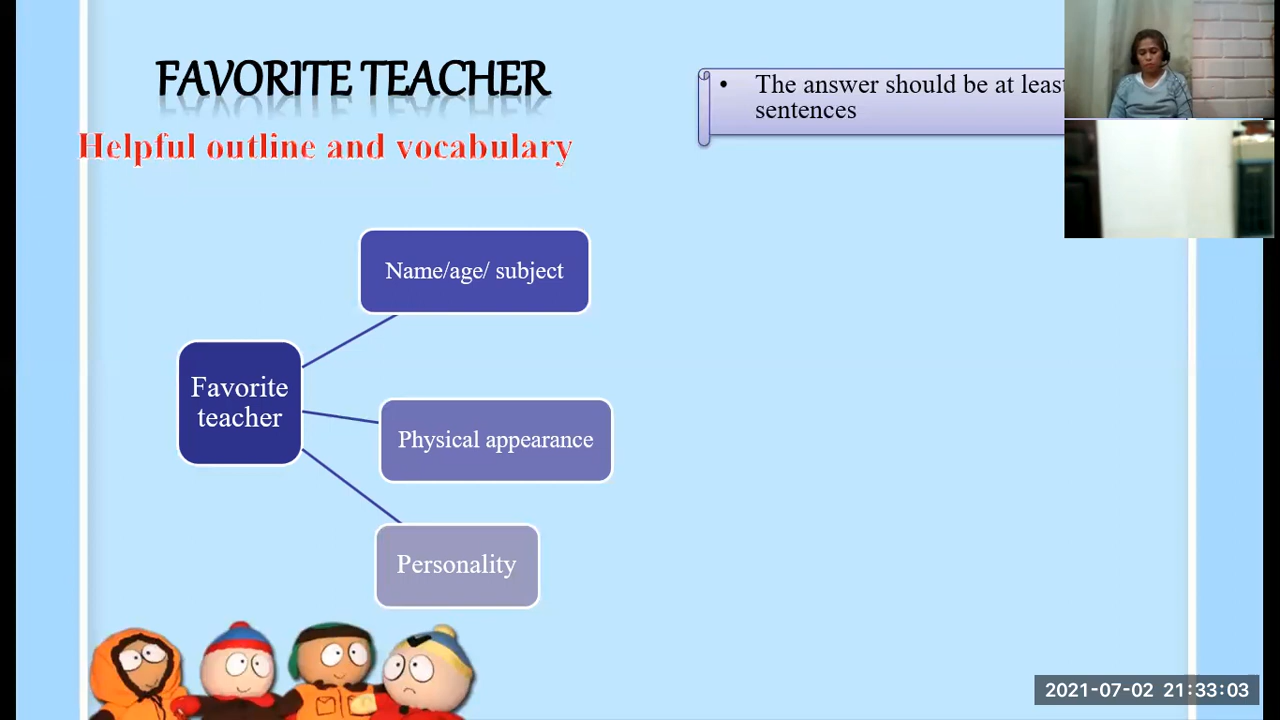 FAVORITE TEACHER
Helpful outline and vocabulary
• The answer should be at least
sentences
Name/age/ subject
Favorite
teacher
Physical appearance
Personality
2021-07-02 21:33:03